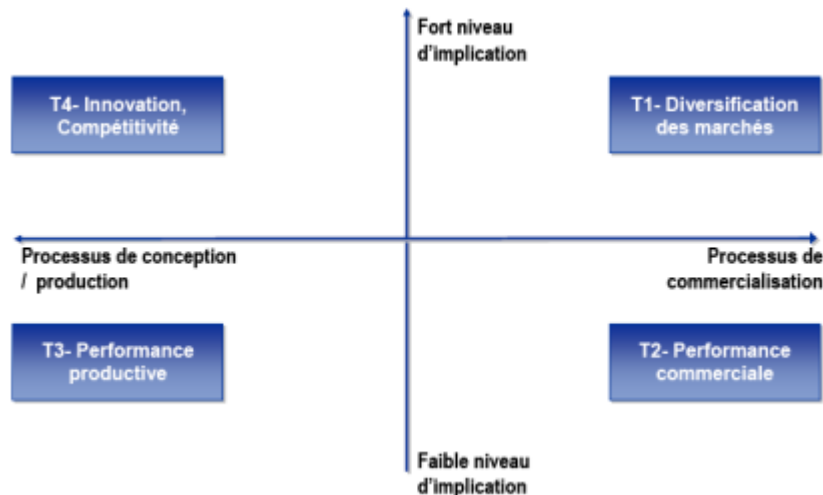 Fort niveau
d'implication
T4- Innovation,
Compétitivité
T1- Diversification
des marchés
Processus de conception
/ production
Processus de
commercialisation
T3- Performance
productive
T2- Performance
commerciale
Faible niveau
d'implication